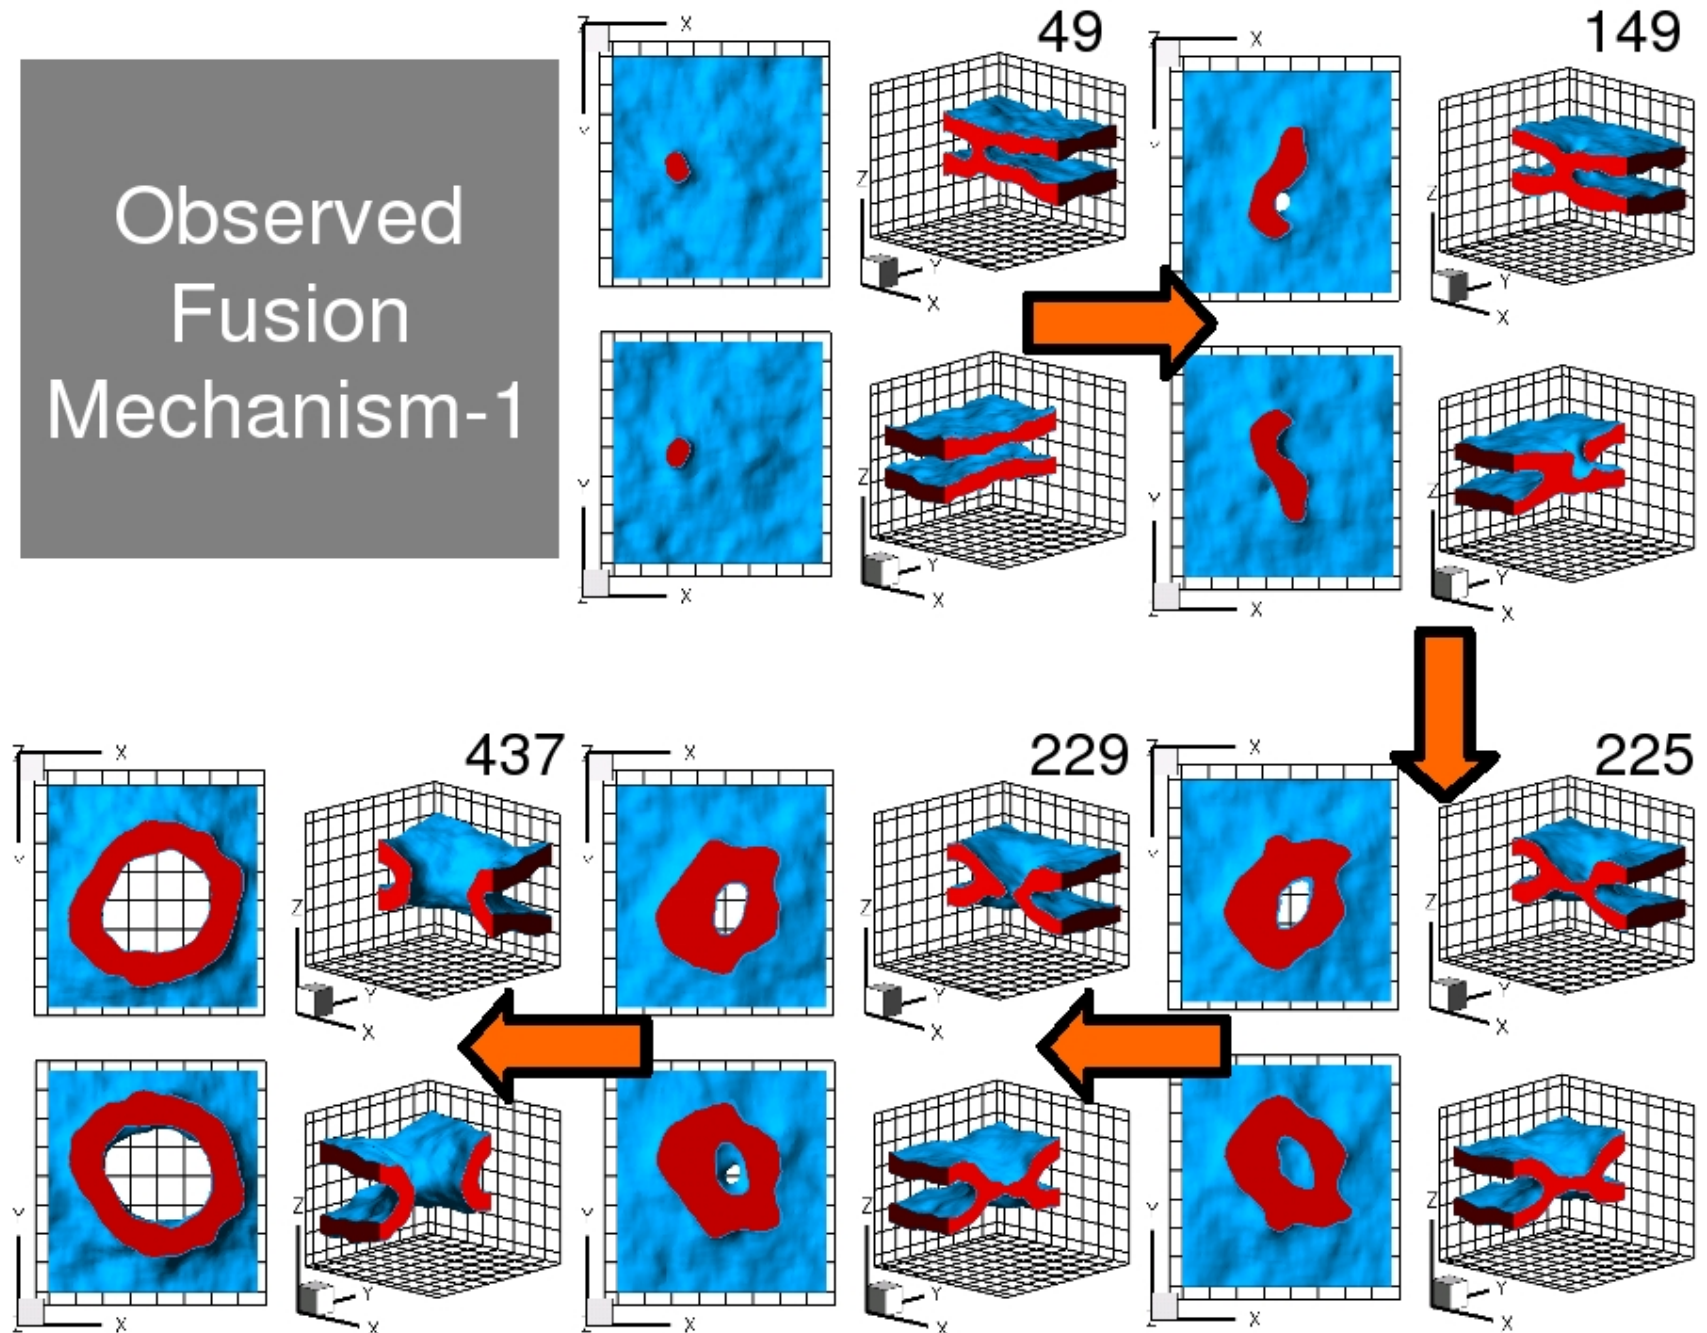 Observed
Fusion
Mechanism-1
Z X 49 Z X 149
Y Z Y Z
Y X Y X
Z Z
Y Y
Y X Y X
Z X Z X
Z X 437 Z X 229 Z X 225
Y Z Y Z Y Z
Y X Y X Y X
Y Z Y Z Y Z
Y X Y X Y X
Z X Z X Z X